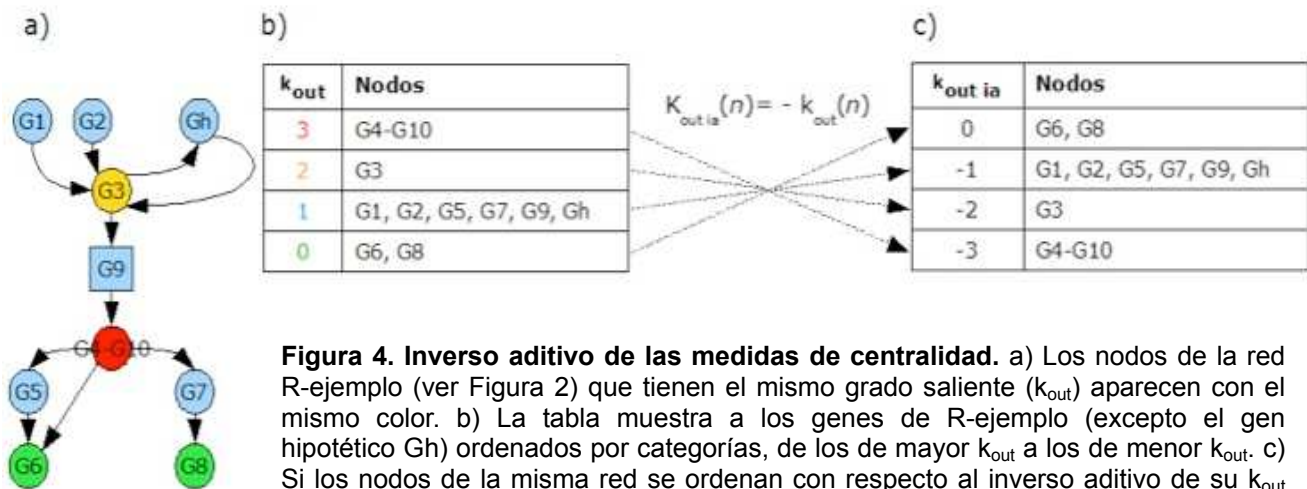 a)
b)
c)
G1 G2 Gh
G3
G9
G4-G10
G5 G7
G6 G8
kout Nodos
3 G4-G10
2 G3
1 G1, G2, G5, G7, G9, Gh
0 G6, G8
Kout ia(n)= - kout(n)
kout ia Nodos
0 G6, G8
-1 G1, G2, G5, G7, G9, Gh
-2 G3
-3 G4-G10
Figura 4. Inverso aditivo de las medidas de centralidad. a) Los nodos de la red
R-ejemplo (ver Figura 2) que tienen el mismo grado saliente (kout) aparecen con el
mismo color. b) La tabla muestra a los genes de R-ejemplo (excepto el gen
hipotético Gh) ordenados por categorías, de los de mayor kout a los de menor kout. c)
Si los nodos de la misma red se ordenan con respecto al inverso aditivo de su kout